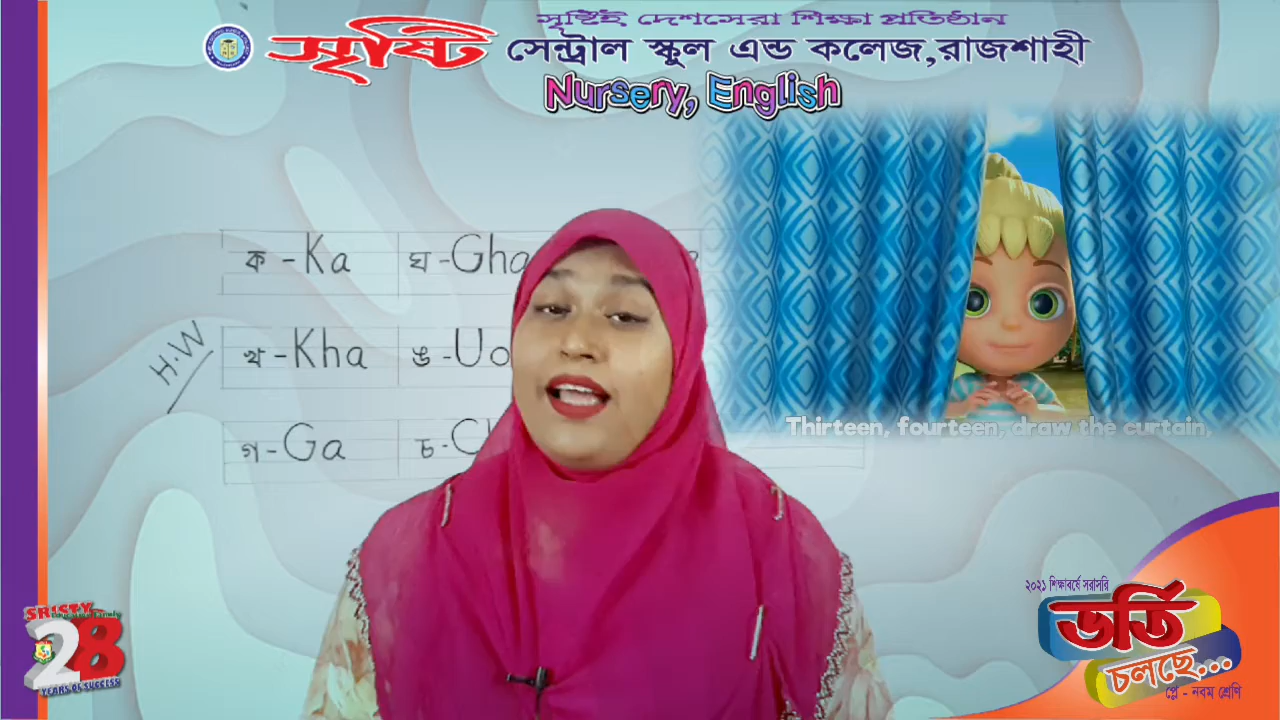 সৃষ্টিই দেশসেরা শিক্ষা প্রতিষ্ঠান
সৃষ্টি সেন্ট্রাল স্কুল এন্ড কলেজ,রাজশাহী
Nursery, English
ক - Ka
ঘ - Gha
H.W
খ - Kha
ঙ - Uo
গ - Ga
চ - C
Thirteen, fourteen, draw the curtain,
২০২১ শিক্ষাবর্ষে সরাসরি
ভর্তি
চলছে...
প্লে - নবম শ্রেণি
SRISTY
28
YEARS OF SUCCESS